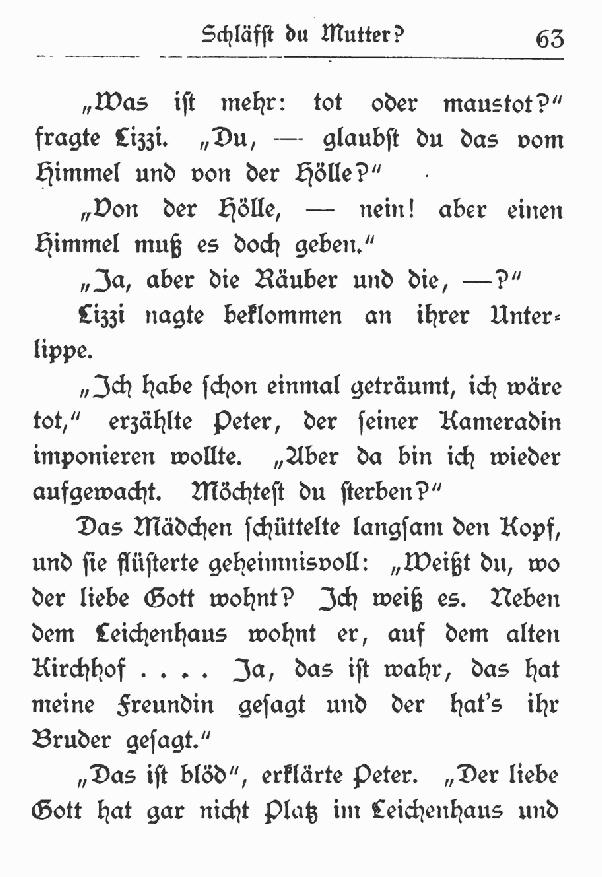 Schläfst du Mutter? 63
„Was ist mehr: tot oder maustot?"
fragte Lizzi. „Du, — glaubst du das vom
Himmel und von der Hölle?"
„Von der Hölle, — nein! aber einen
Himmel muß es doch geben."
„Ja, aber die Räuber und die, —?"
Lizzi nagte beklommen an ihrer Unter-
lippe.
„Ich habe schon einmal geträumt, ich wäre
tot," erzählte Peter, der seiner Kameradin
imponieren wollte. „Aber da bin ich wieder
aufgewacht. Möchtest du sterben?"
Das Mädchen schüttelte langsam den Kopf,
und sie flüsterte geheimnisvoll: „Weißt du, wo
der liebe Gott wohnt? Ich weiß es. Neben
dem Leichenhaus wohnt er, auf dem alten
Kirchhof . . . . Ja, das ist wahr, das hat
meine Freundin gesagt und der hat's ihr
Bruder gesagt."
„Das ist blöd", erklärte Peter. „Der liebe
Gott hat gar nicht Platz im Leichenhaus und